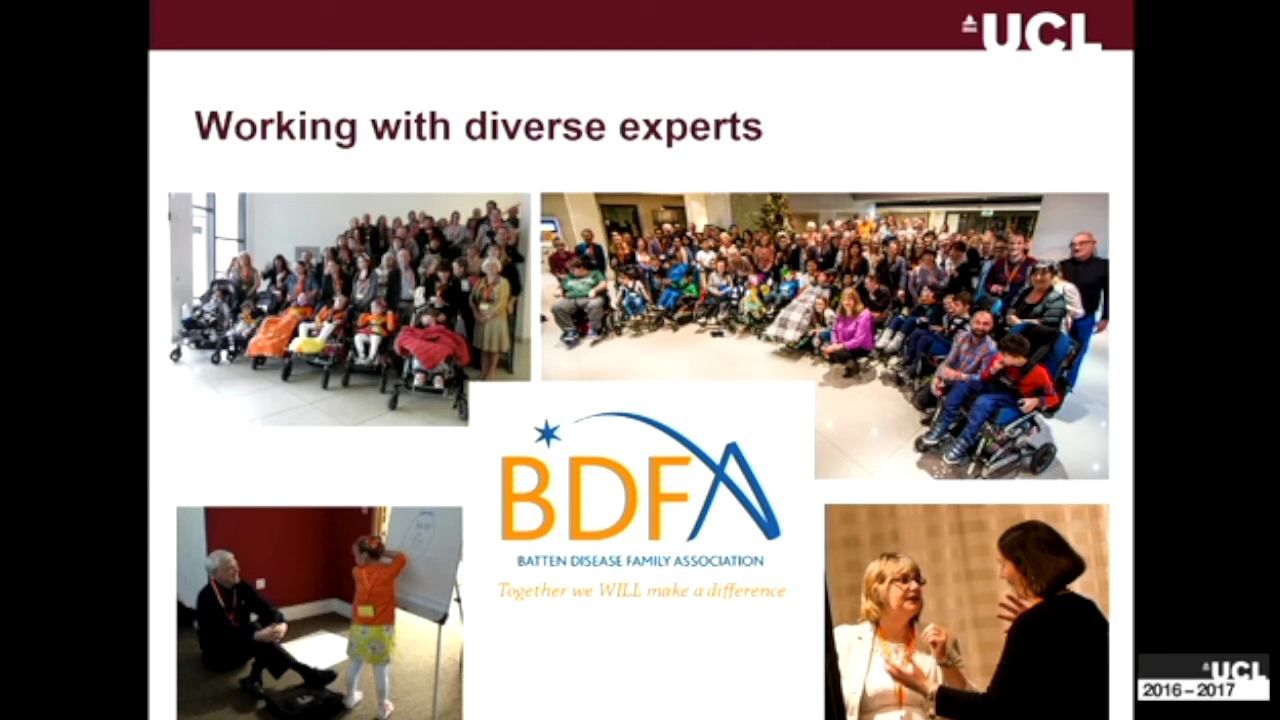 UCL
Working with diverse experts
BDFA
BATTEN DISEASE FAMILY ASSOCIATION
Together we WILL make a difference
UCL
2016 – 2017